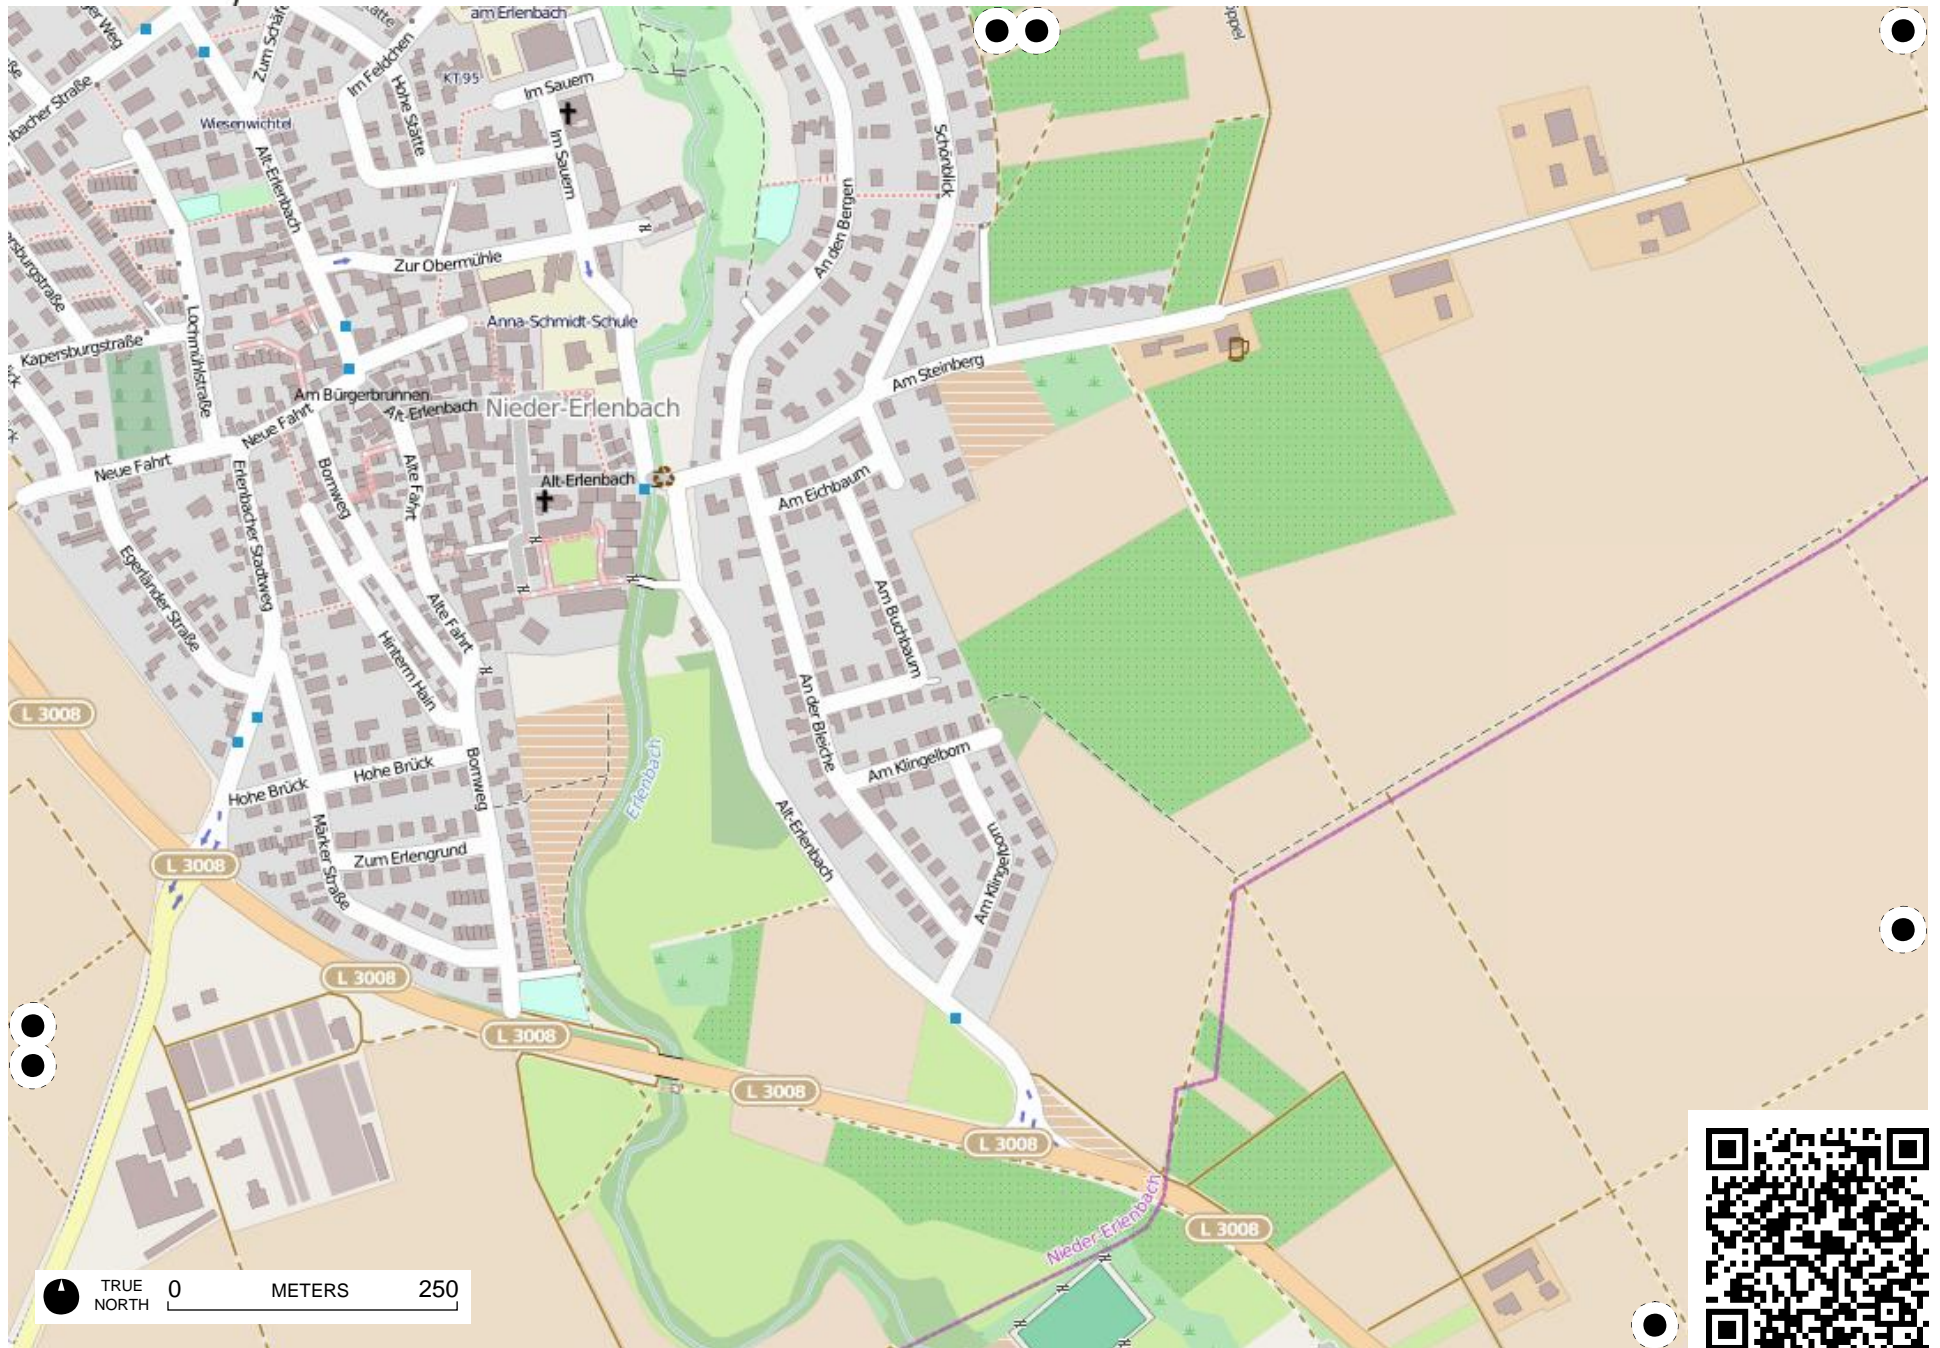 am Erlenbach
Zum Schäf
Im Feldchen
KT 95
Hohe Stätte
Im Sauern
Im Sauern
Wiesenwichtel
Alt-Erlenbach
Schönblick
An den Bergen
Zur Obermühle
Anna-Schmidt-Schule
Lochmühlstraße
Kapersburgstraße
Am Steinberg
Am Bürgerbrunnen
Alt-Erlenbach
Nieder-Erlenbach
Neue Fahrt
Neue Fahrt
Bornweg
Alte Fahrt
Alt-Erlenbach
Am Eichbaum
Erlenbacher Stadtweg
Egerländer Straße
Alte Fahrt
Am Buchbaum
Hinterm Hain
An der Bleiche
L 3008
Erlenbach
Bornweg
Hohe Brück
Hohe Brück
Am Klingelborn
Alt-Erlenbach
Märker Straße
Zum Erlengrund
Am Klingelborn
L 3008
L 3008
L 3008
L 3008
L 3008
Nieder-Erlenbach
L 3008
TRUE NORTH
0 METERS 250